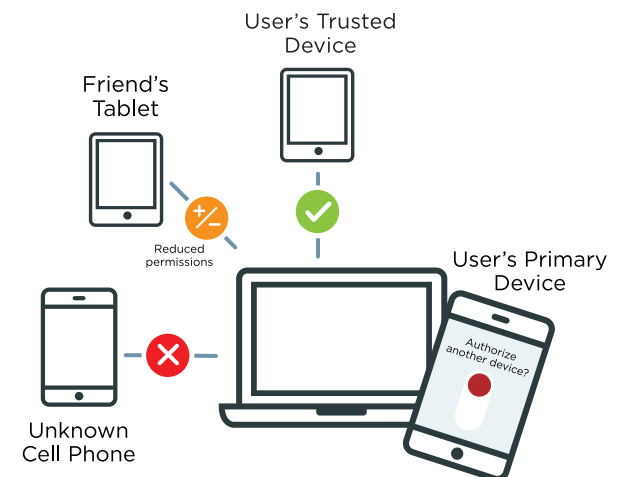 User's Trusted
Device
Friend's
Tablet
+/−
Reduced
permissions
User's Primary
Device
Authorize
another device?
Unknown
Cell Phone